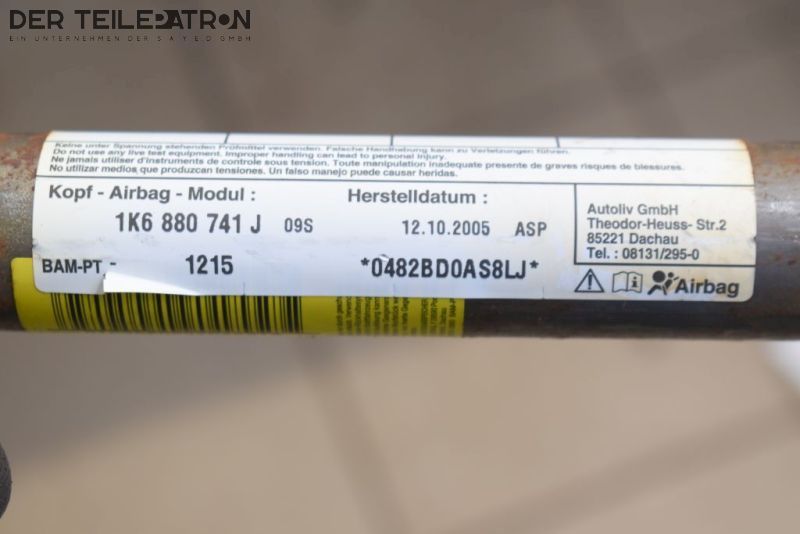 DER TEILEPATRON
EIN UNTERNEHMEN DER SAYED GMBH
Keine unter Spannung stehenden Prüfmittel verwenden. Falsche Handhabung kann zu Verletzungen führen.
Do not use any live test equipment. Improper handling can lead to personal injury.
Ne jamais utiliser d'instruments de controle sous tension. Toute manipulation inadequate presente de graves risques de blessures.
No utilizar medios que produzcan tensiones. Un falso manejo puede causar heridas.
Kopf - Airbag - Modul :
Herstelldatum :
1K6 880 741 J 09S
12.10.2005 ASP
BAM-PT - 1215
*0482BD0AS8LJ*
Autoliv GmbH
Theodor-Heuss- Str.2
85221 Dachau
Tel. : 08131/295-0
Airbag